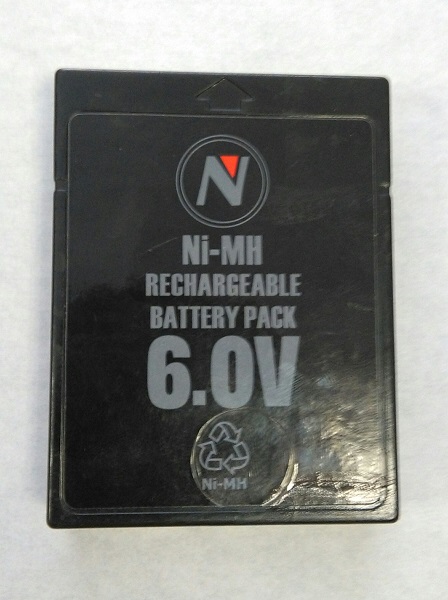 N
Ni-MH
RECHARGEABLE
BATTERY PACK
6.0V
Ni-MH